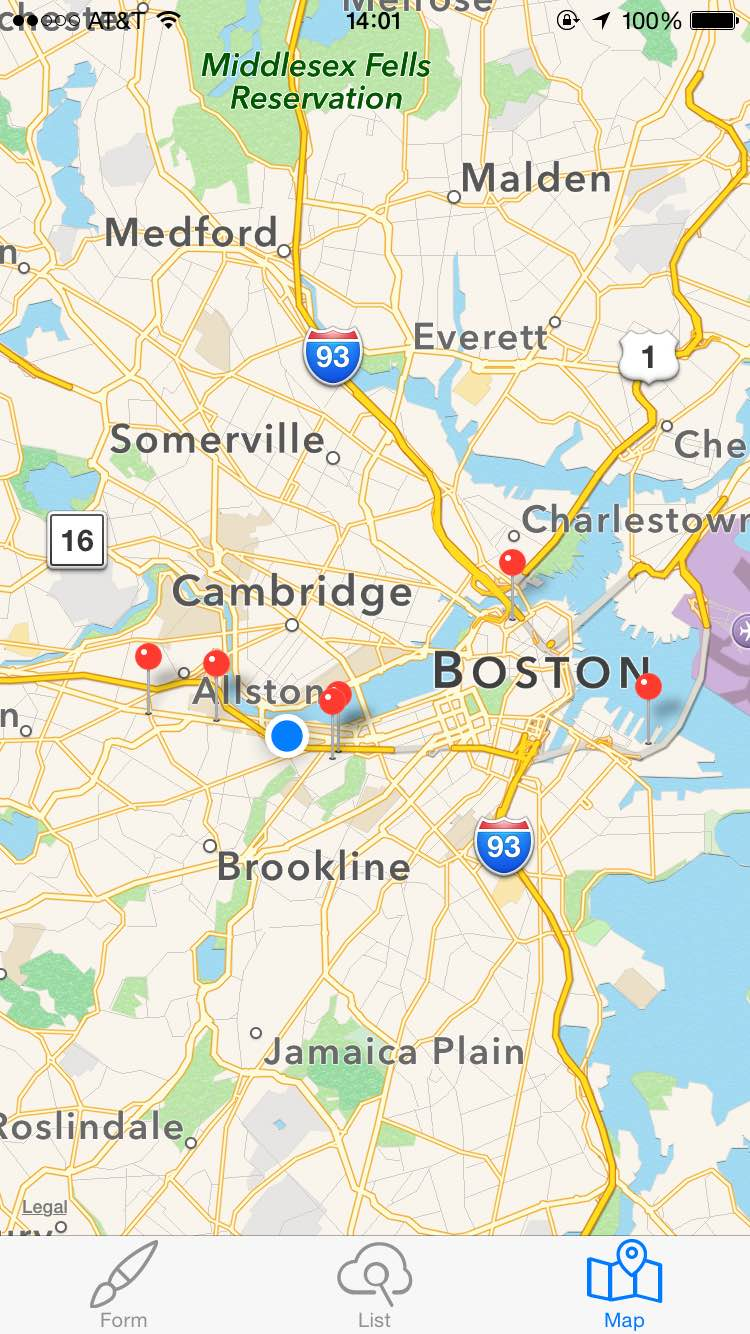 AT&T 14:01 100%
Middlesex Fells
Reservation
Malden
Medford
Everett
93
1
Somerville
Che
Charlestown
16
Cambridge
BOSTON
Allston
93
Brookline
Jamaica Plain
Roslindale
Legal
Form List Map